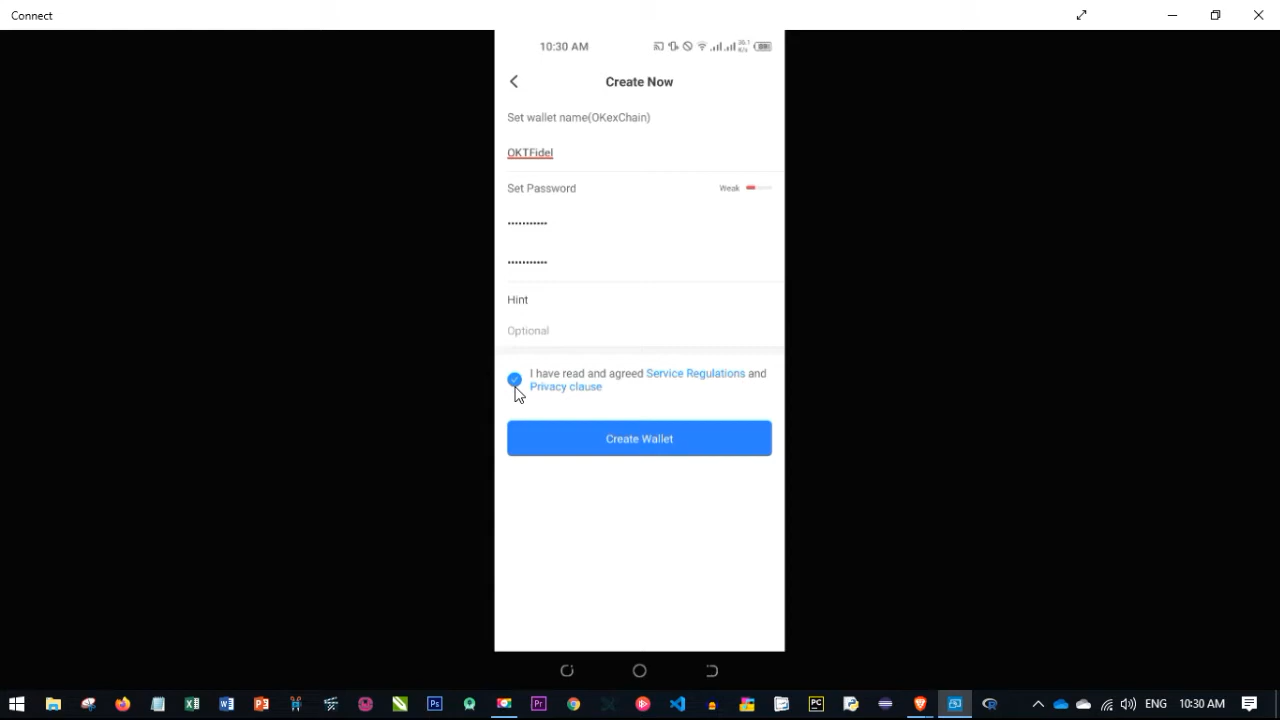 Connect
10:30 AM
Create Now
Set wallet name(OKexChain)
OKTFidel
Set Password
Weak
•••••••••••
•••••••••••
Hint
Optional
I have read and agreed Service Regulations and
Privacy clause
Create Wallet
ENG 10:30 AM